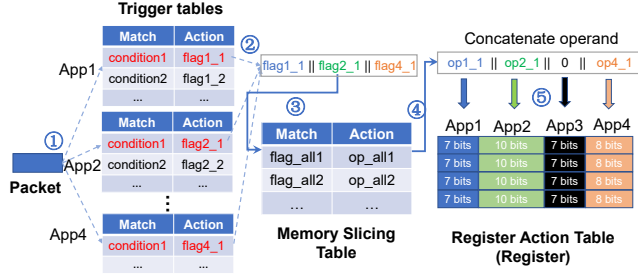 Trigger tables
Match Action
condition1 flag1_1
condition2 flag1_2
... ...
App1
①
Packet
App2
Match Action
condition1 flag2_1
condition2 flag2_2
... ...
⋮
App4
Match Action
condition1 flag4_1
... ...
②
flag1_1 || flag2_1 || flag4_1
③
④
Match Action
flag_all1 op_all1
flag_all2 op_all2
... ...
Memory Slicing
Table
Concatenate operand
op1_1 || op2_1 || 0 || op4_1
⑤
App1 App2 App3 App4
7 bits 10 bits 7 bits 8 bits
7 bits 10 bits 7 bits 8 bits
7 bits 10 bits 7 bits 8 bits
7 bits 10 bits 7 bits 8 bits
Register Action Table
(Register)